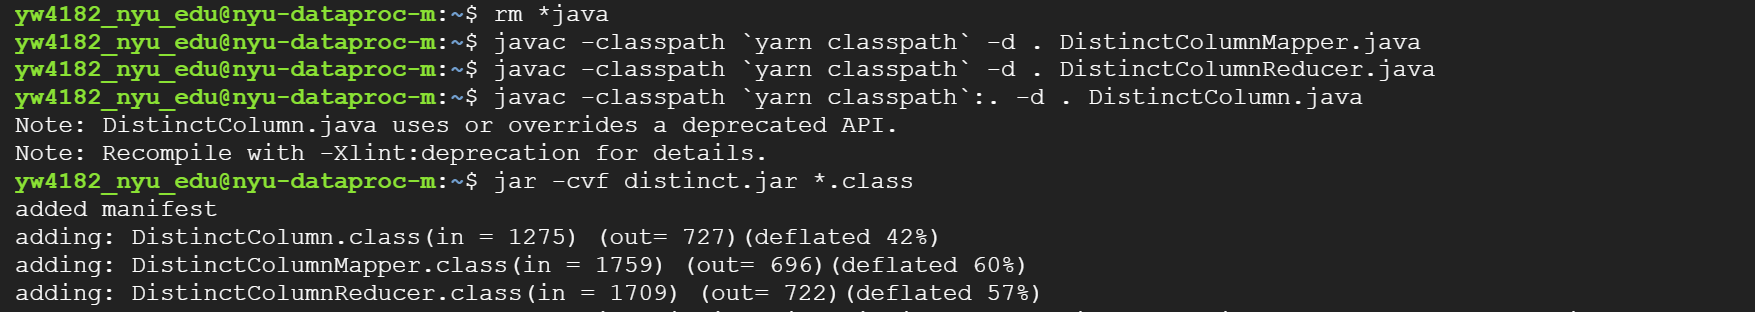 yw4182_nyu_edu@nyu-dataproc-m:~$ rm *java
yw4182_nyu_edu@nyu-dataproc-m:~$ javac -classpath `yarn classpath` -d . DistinctColumnMapper.java
yw4182_nyu_edu@nyu-dataproc-m:~$ javac -classpath `yarn classpath` -d . DistinctColumnReducer.java
yw4182_nyu_edu@nyu-dataproc-m:~$ javac -classpath `yarn classpath`:. -d . DistinctColumn.java
Note: DistinctColumn.java uses or overrides a deprecated API.
Note: Recompile with -Xlint:deprecation for details.
yw4182_nyu_edu@nyu-dataproc-m:~$ jar -cvf distinct.jar *.class
added manifest
adding: DistinctColumn.class(in = 1275) (out= 727)(deflated 42%)
adding: DistinctColumnMapper.class(in = 1759) (out= 696)(deflated 60%)
adding: DistinctColumnReducer.class(in = 1709) (out= 722)(deflated 57%)